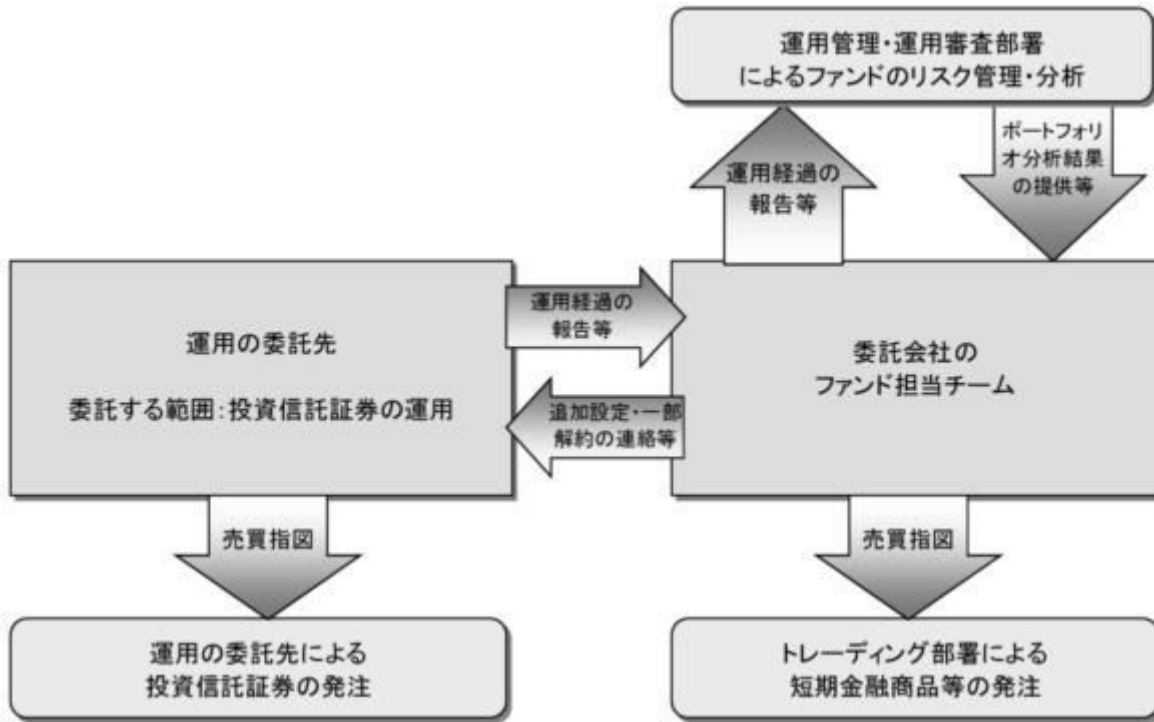 運用管理・運用審査部署
によるファンドのリスク管理・分析
運用経過の
報告等
ポートフォリ
オ分析結果
の提供等
運用の委託先
委託する範囲:投資信託証券の運用
運用経過の
報告等
追加設定・一部
解約の連絡等
委託会社の
ファンド担当チーム
売買指図
売買指図
運用の委託先による
投資信託証券の発注
トレーディング部署による
短期金融商品等の発注